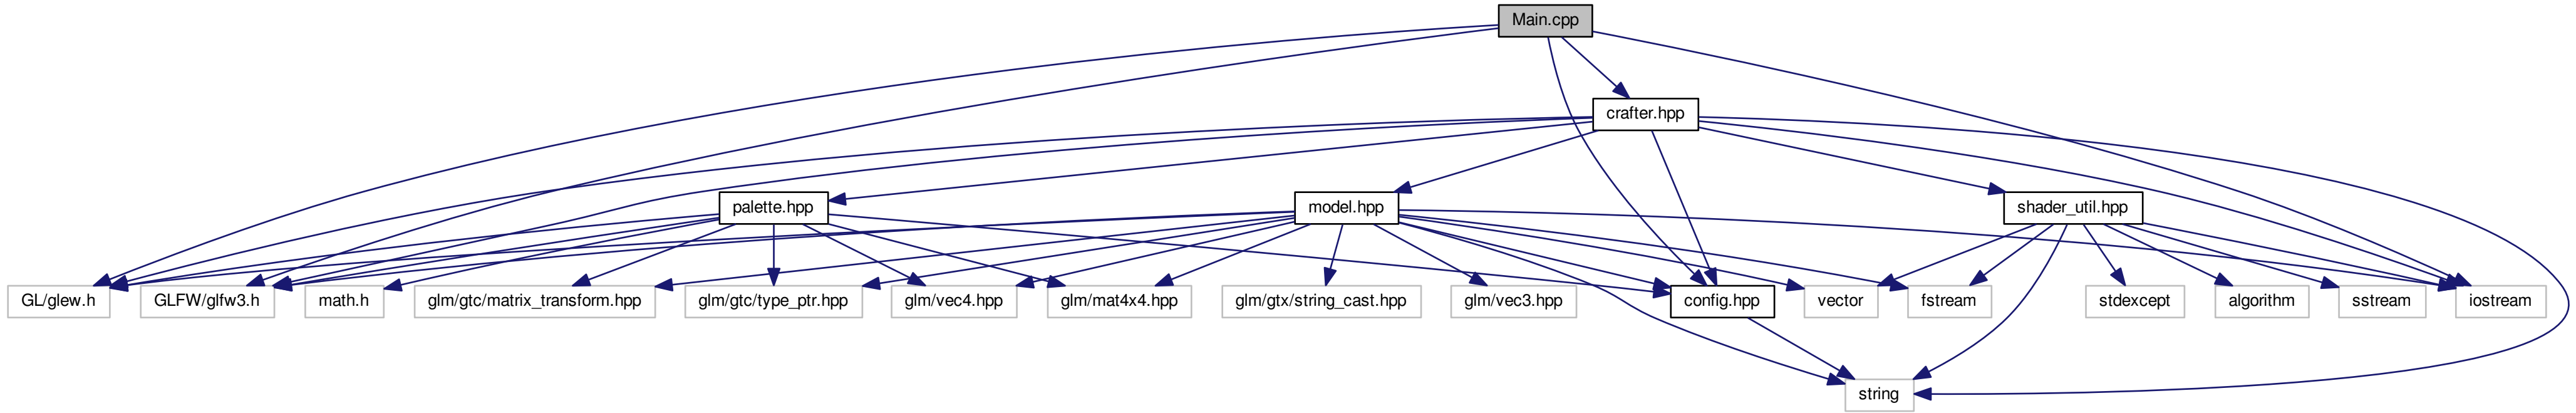 Main.cpp
crafter.hpp
palette.hpp
model.hpp
shader_util.hpp
GL/glew.h
GLFW/glfw3.h
math.h
glm/gtc/matrix_transform.hpp
glm/gtc/type_ptr.hpp
glm/vec4.hpp
glm/mat4x4.hpp
glm/gtx/string_cast.hpp
glm/vec3.hpp
config.hpp
vector
fstream
stdexcept
algorithm
sstream
iostream
string